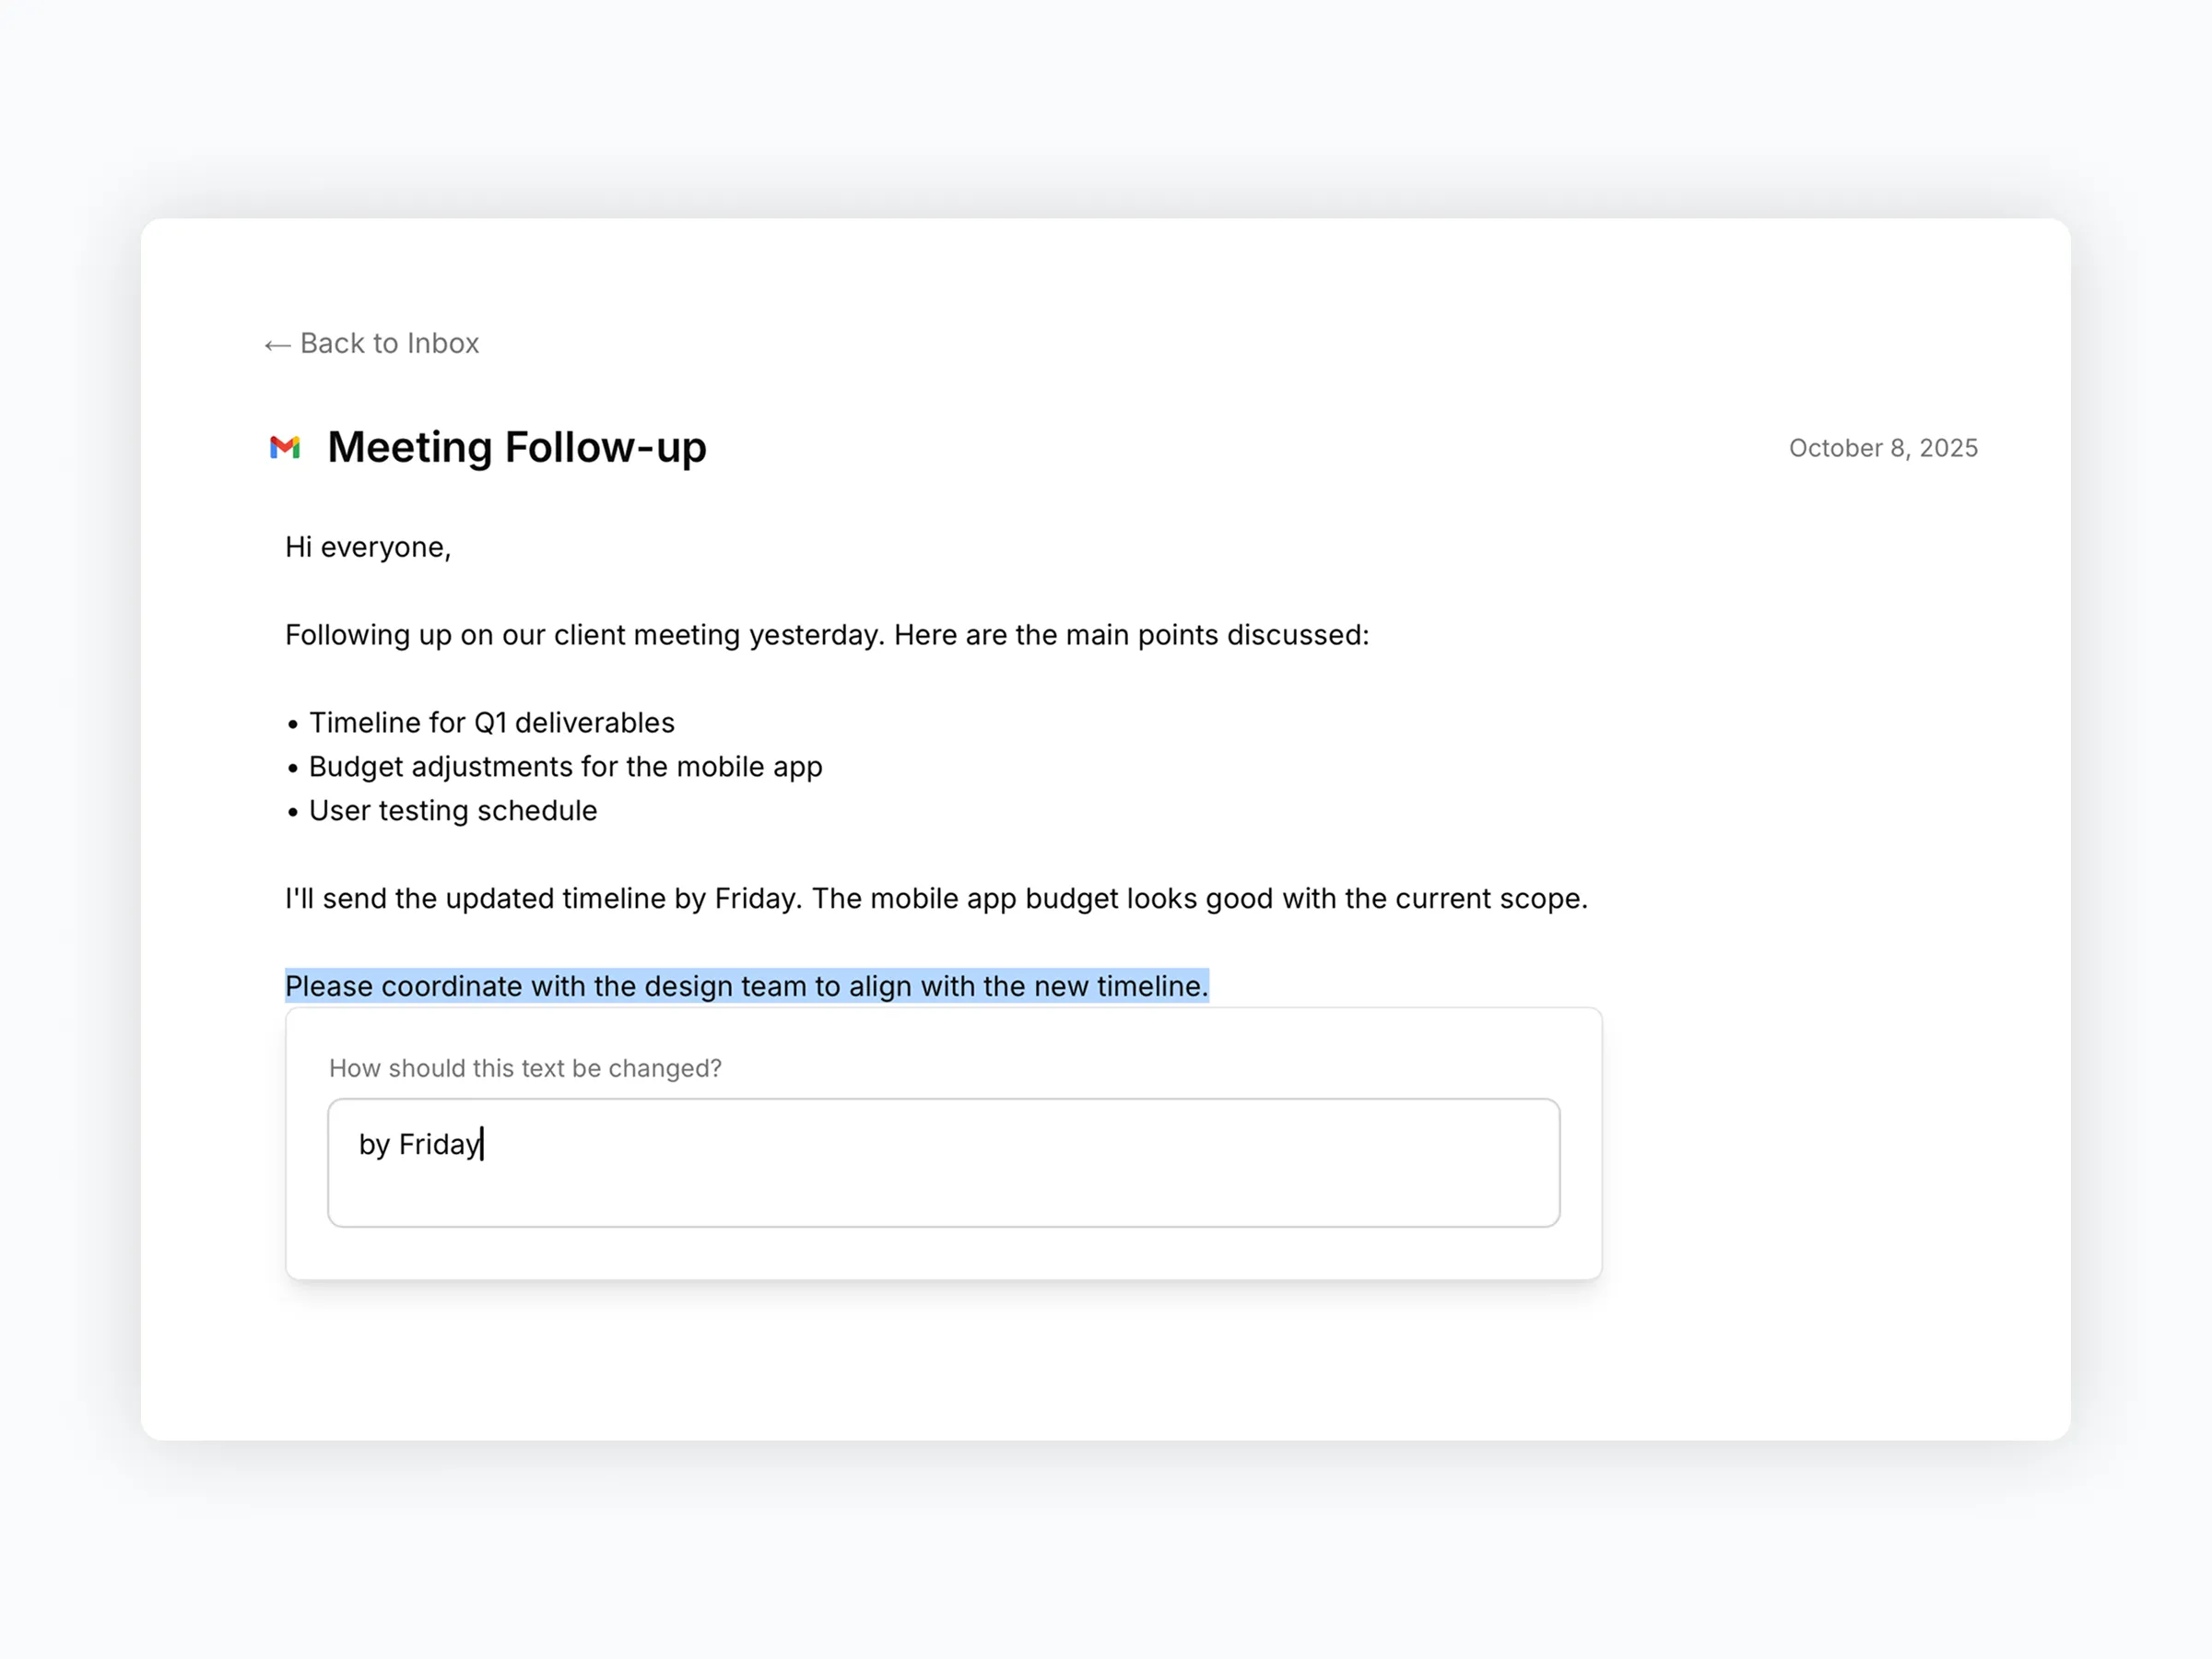 ← Back to Inbox
Meeting Follow-up
October 8, 2025
Hi everyone,
Following up on our client meeting yesterday. Here are the main points discussed:
• Timeline for Q1 deliverables
• Budget adjustments for the mobile app
• User testing schedule
I'll send the updated timeline by Friday. The mobile app budget looks good with the current scope.
Please coordinate with the design team to align with the new timeline.
How should this text be changed?
by Friday